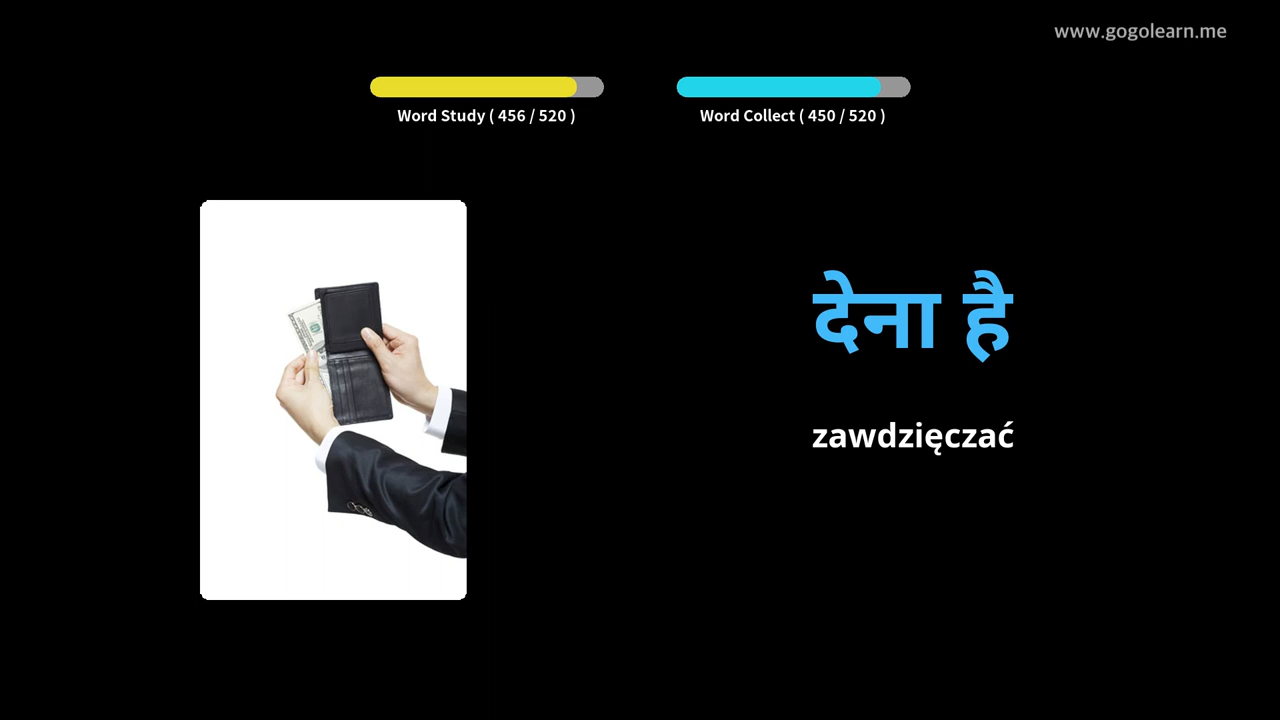 www.gogolearn.me
Word Study ( 456 / 520 )
Word Collect ( 450 / 520 )
देना है
zawdzięczać